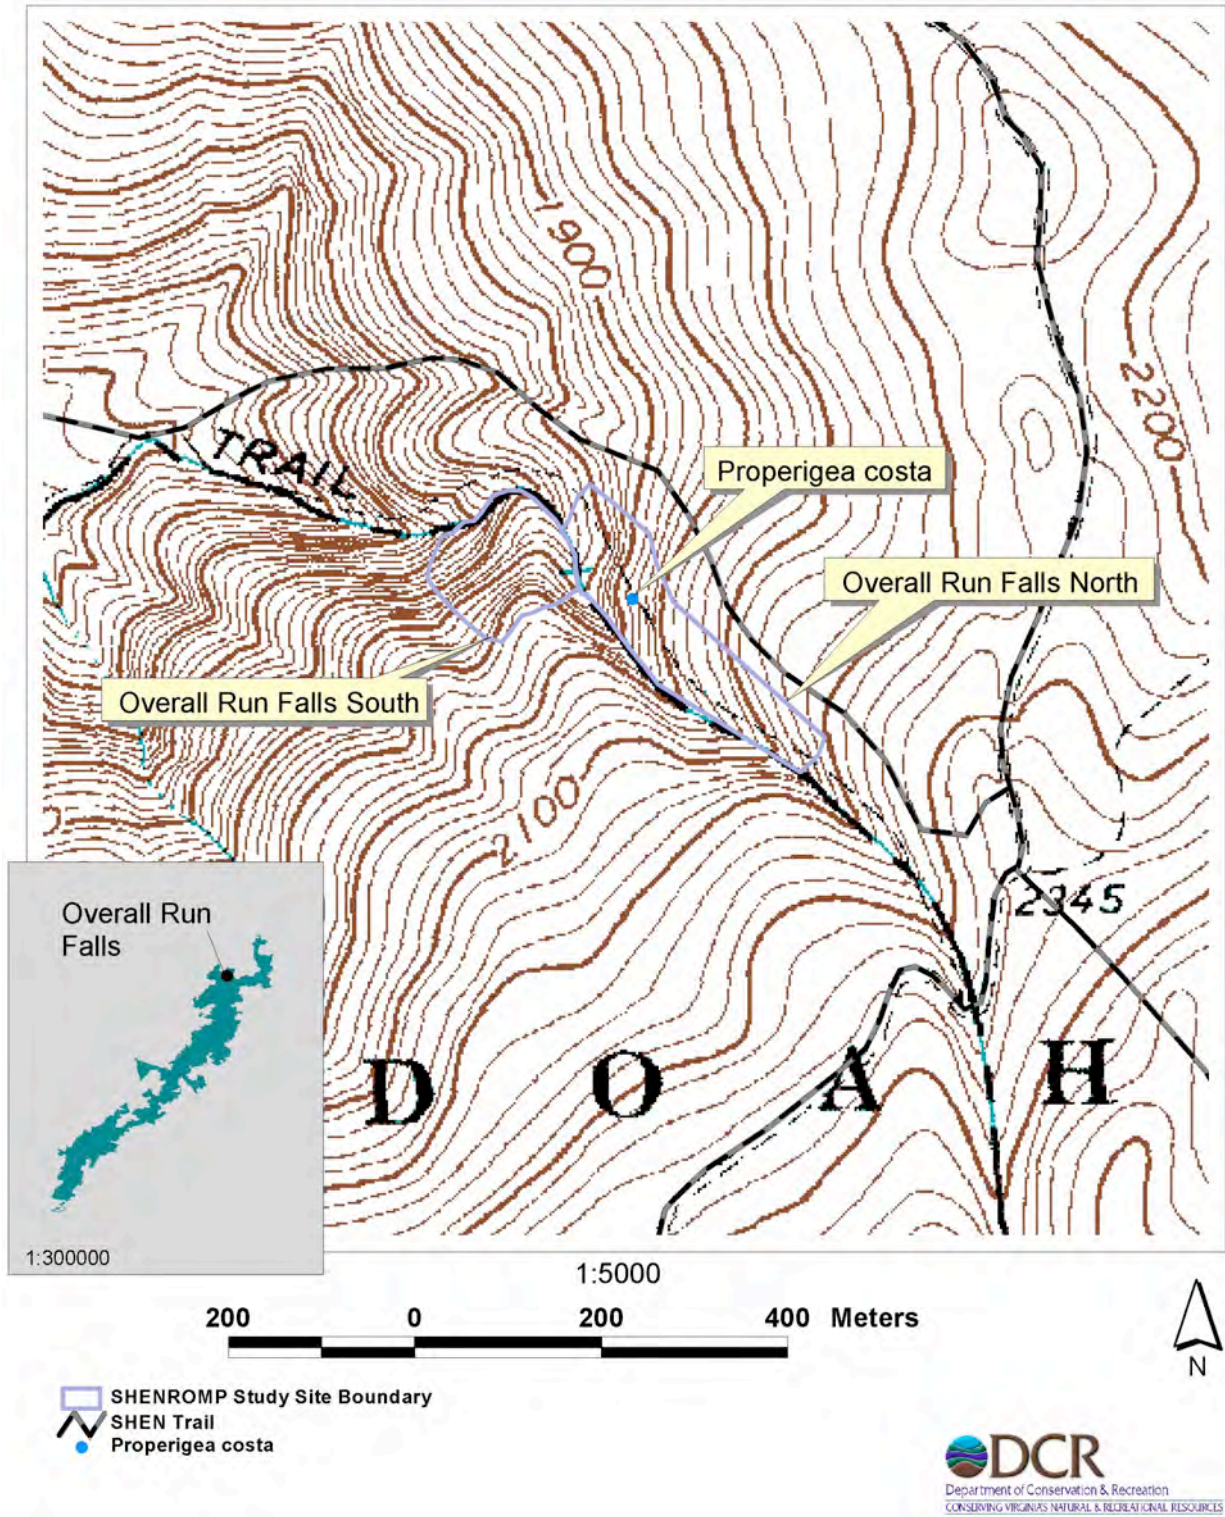 1900
2200
TRAIL
Properigea costa
Overall Run Falls North
Overall Run Falls South
2100
2345
Overall Run
Falls
D O A H
1:300000
1:5000
200 0 200 400 Meters
N
SHENROMP Study Site Boundary
SHEN Trail
Properigea costa
DCR
Department of Conservation & Recreation
CONSERVING VIRGINIA'S NATURAL & RECREATIONAL RESOURCES